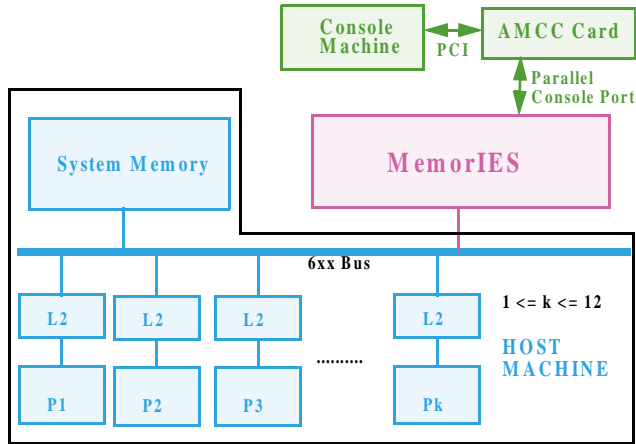 Console
Machine
PCI
AMCC Card
Parallel
Console Port
System Memory
MemorIES
6xx Bus
L2
L2
L2
L2
1 <= k <= 12
..........
HOST
MACHINE
P1
P2
P3
Pk